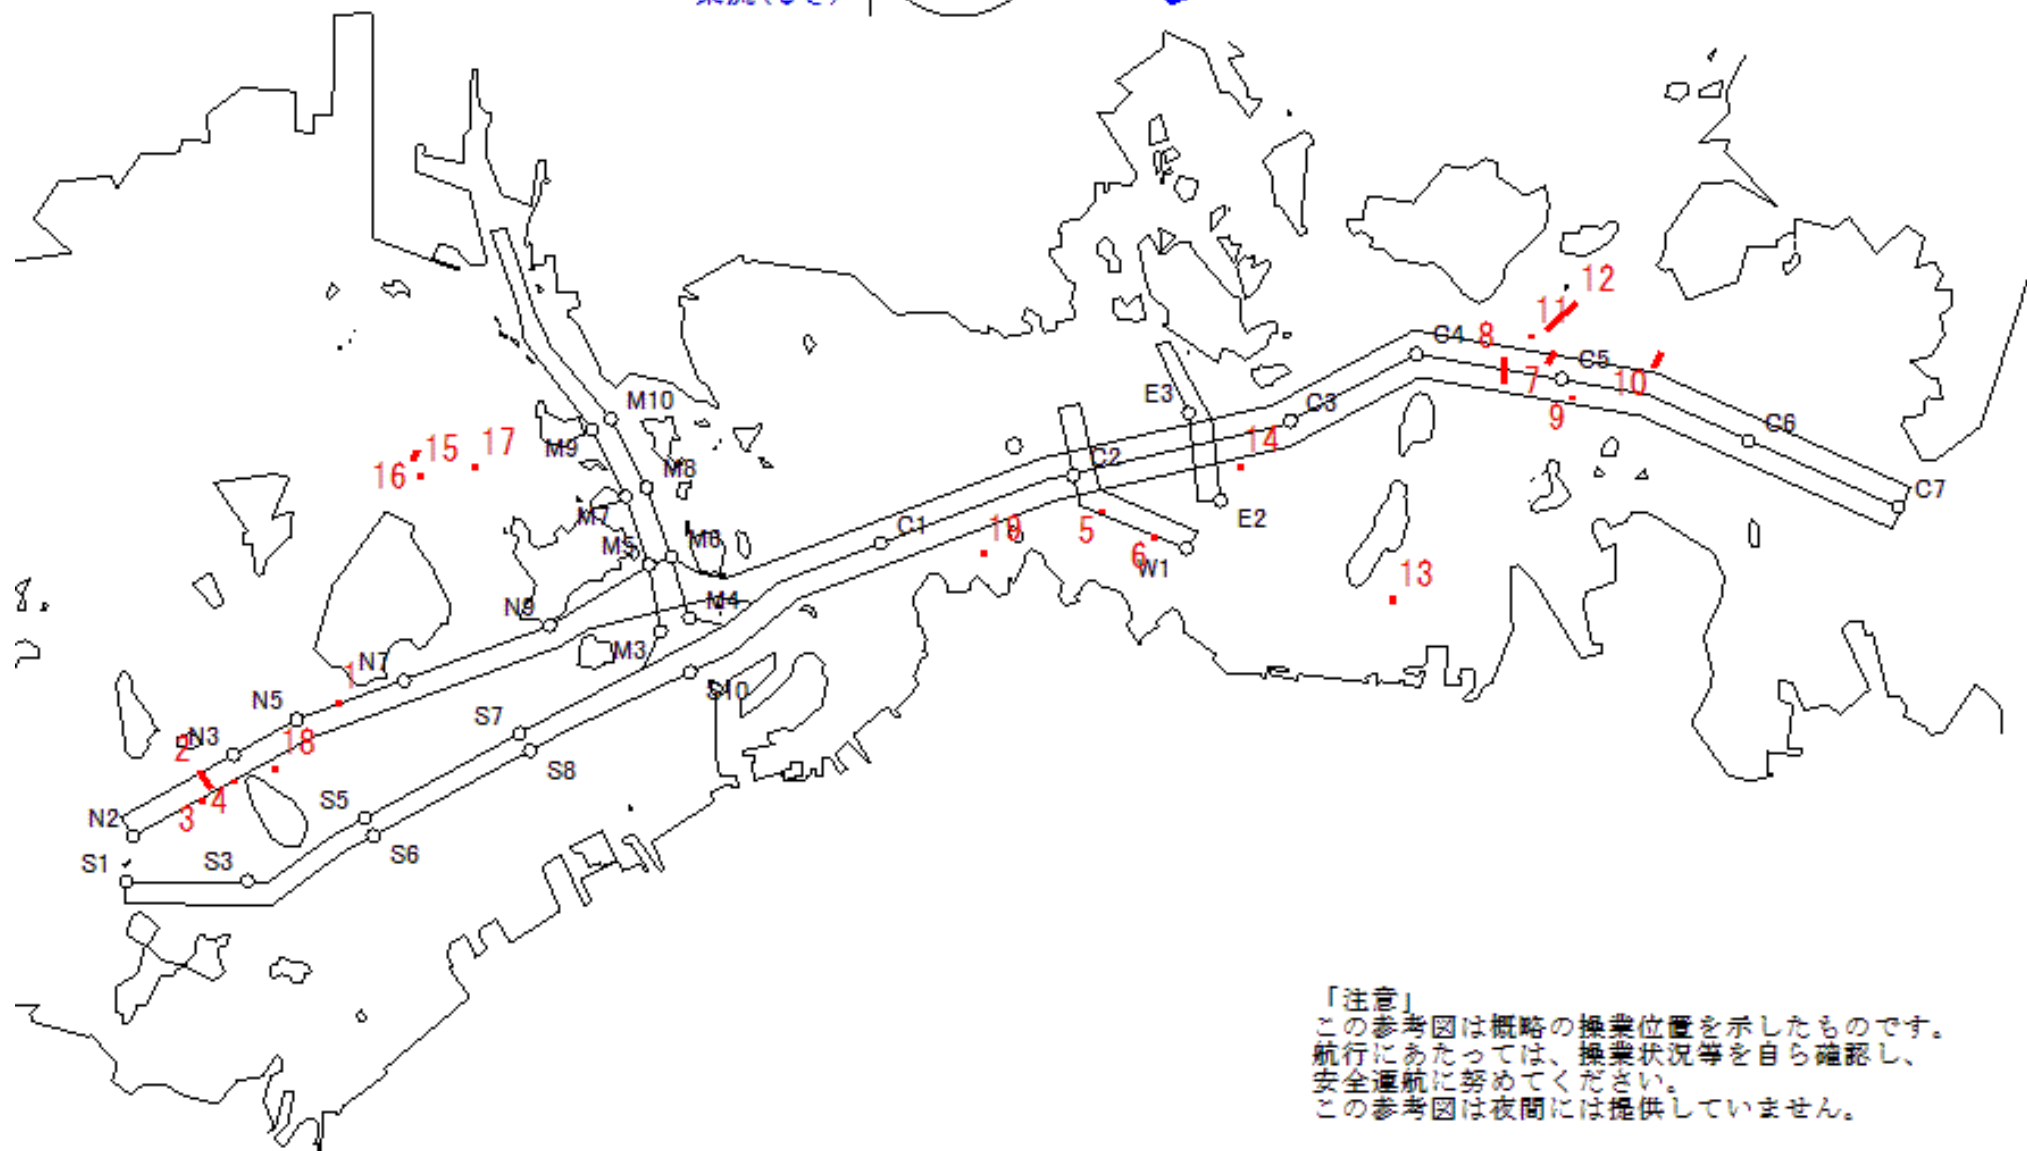 12
11
8
C4
C5
7
10
9
E3
C3
C6
M10
M9
15
17
16
M8
14
C2
C7
M7
C1
5
E2
M5
M6
19
6
W1
13
N9
M4
M3
N7
1
S10
N5
S7
N3
2
18
S8
S5
4
3
N2
S6
S1
S3
「注意」
この参考図は概略の操業位置を示したものです。
航行にあたっては、操業状況等を自ら確認し、
安全運航に努めてください。
この参考図は夜間には提供していません。